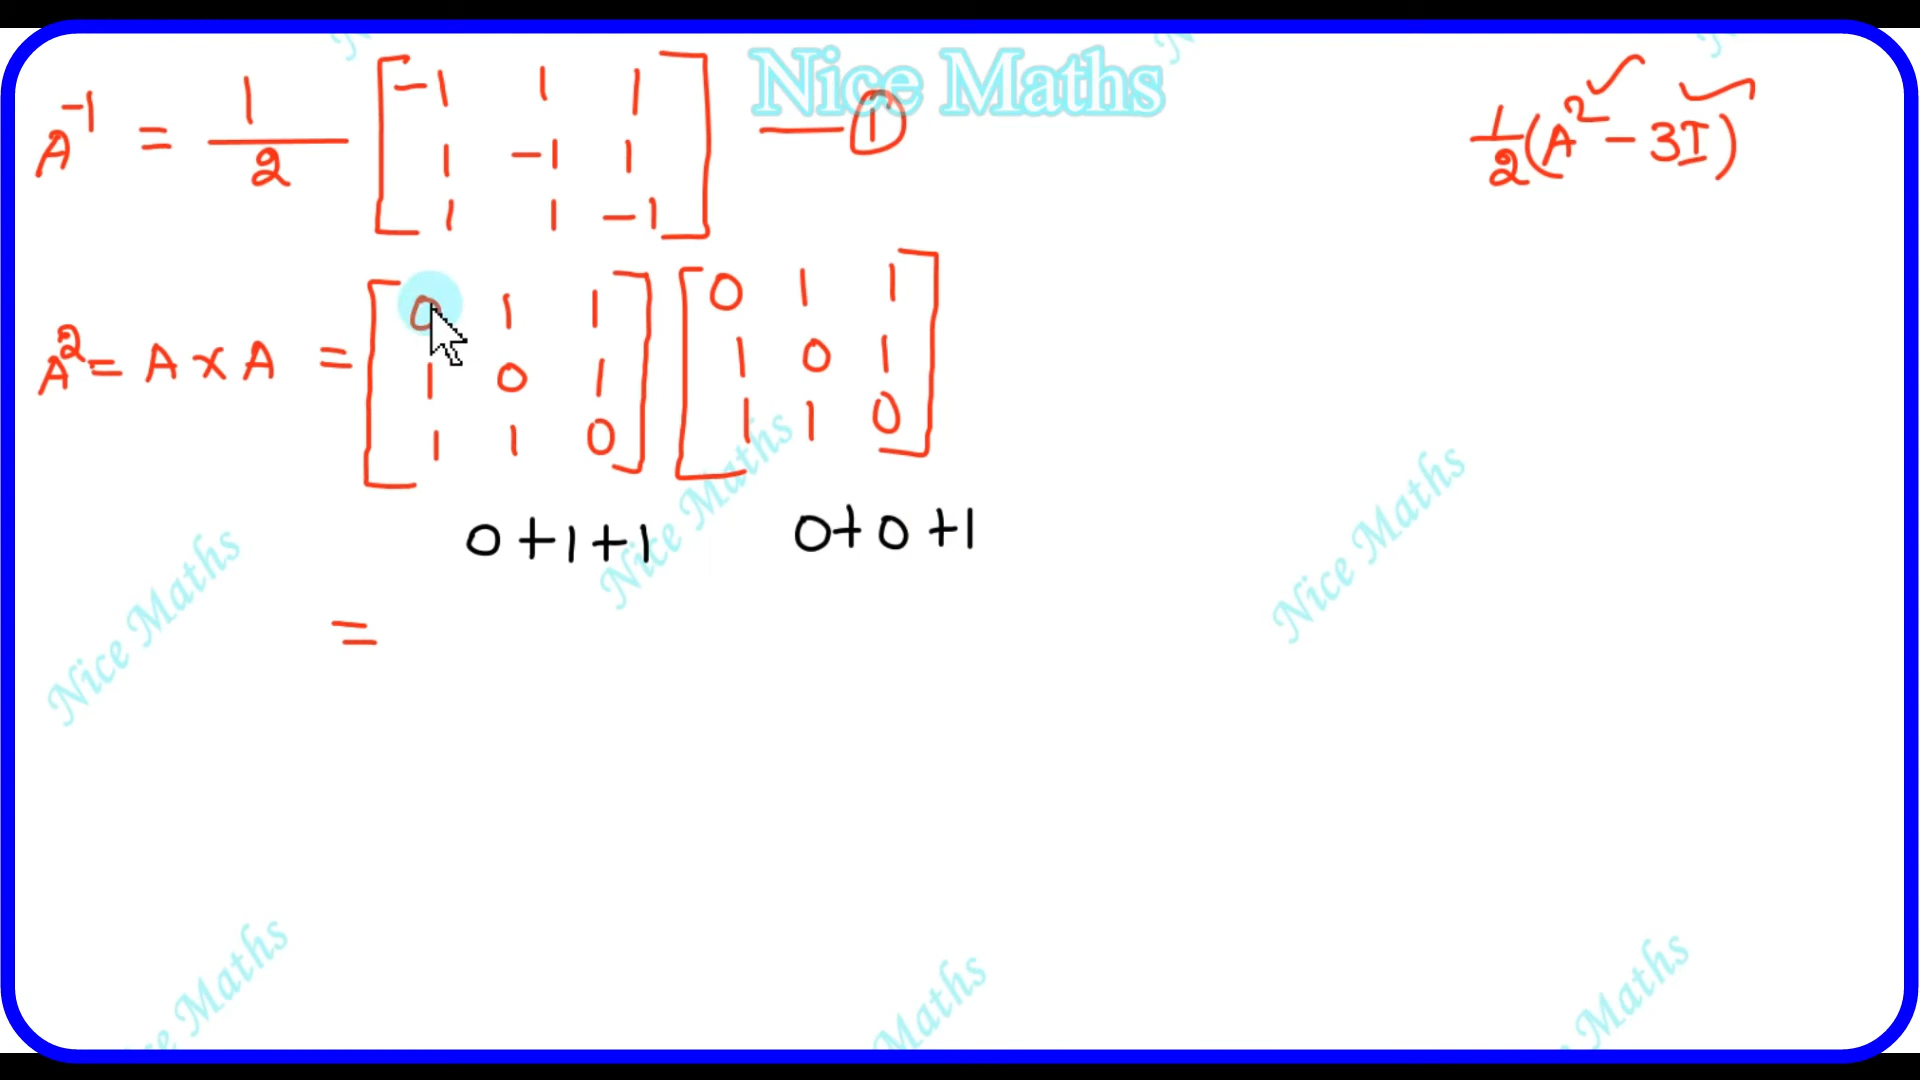 Nice Maths
A⁻¹ = 1/2 [ -1 1 1
1 -1 1
1 1 -1 ] — ①
1/2 (A² - 3I)
A² = A × A = [ 0 1 1
1 0 1
1 1 0 ] [ 0 1 1
1 0 1
1 1 0 ]
0 + 1 + 1 0 + 0 + 1
=
Nice Maths
Nice Maths
Nice Maths
Nice Maths
Maths
Maths